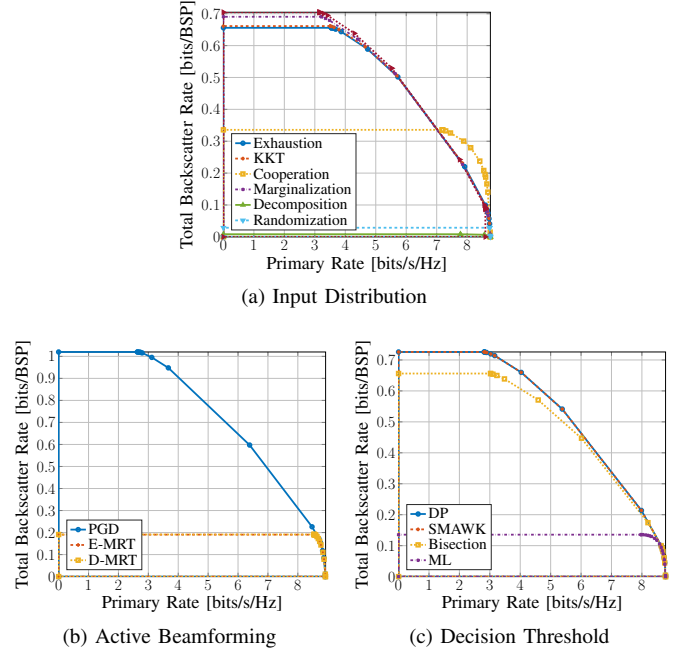 0.7
0.6
0.5
0.4
0.3
0.2
0.1
0
Total Backscatter Rate [bits/BSP]
Exhaustion
KKT
Cooperation
Marginalization
Decomposition
Randomization
0 1 2 3 4 5 6 7 8
Primary Rate [bits/s/Hz]
(a) Input Distribution
1
0.9
0.8
0.7
0.6
0.5
0.4
0.3
0.2
0.1
0
Total Backscatter Rate [bits/BSP]
PGD
E-MRT
D-MRT
0 1 2 3 4 5 6 7 8
Primary Rate [bits/s/Hz]
(b) Active Beamforming
0.7
0.6
0.5
0.4
0.3
0.2
0.1
0
Total Backscatter Rate [bits/BSP]
DP
SMAWK
Bisection
ML
0 1 2 3 4 5 6 7 8
Primary Rate [bits/s/Hz]
(c) Decision Threshold